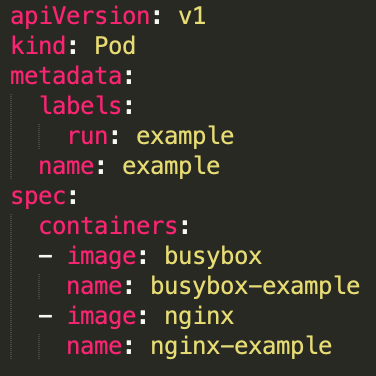 apiVersion: v1
kind: Pod
metadata:
  labels:
    run: example
  name: example
spec:
  containers:
  - image: busybox
    name: busybox-example
  - image: nginx
    name: nginx-example